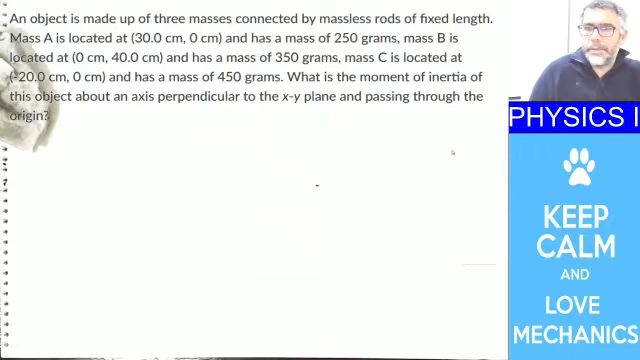 An object is made up of three masses connected by massless rods of fixed length.
Mass A is located at (30.0 cm, 0 cm) and has a mass of 250 grams, mass B is
located at (0 cm, 40.0 cm) and has a mass of 350 grams, mass C is located at
(-20.0 cm, 0 cm) and has a mass of 450 grams. What is the moment of inertia of
this object about an axis perpendicular to the x-y plane and passing through the
origin?
PHYSICS I
KEEP
CALM
AND
LOVE
MECHANICS